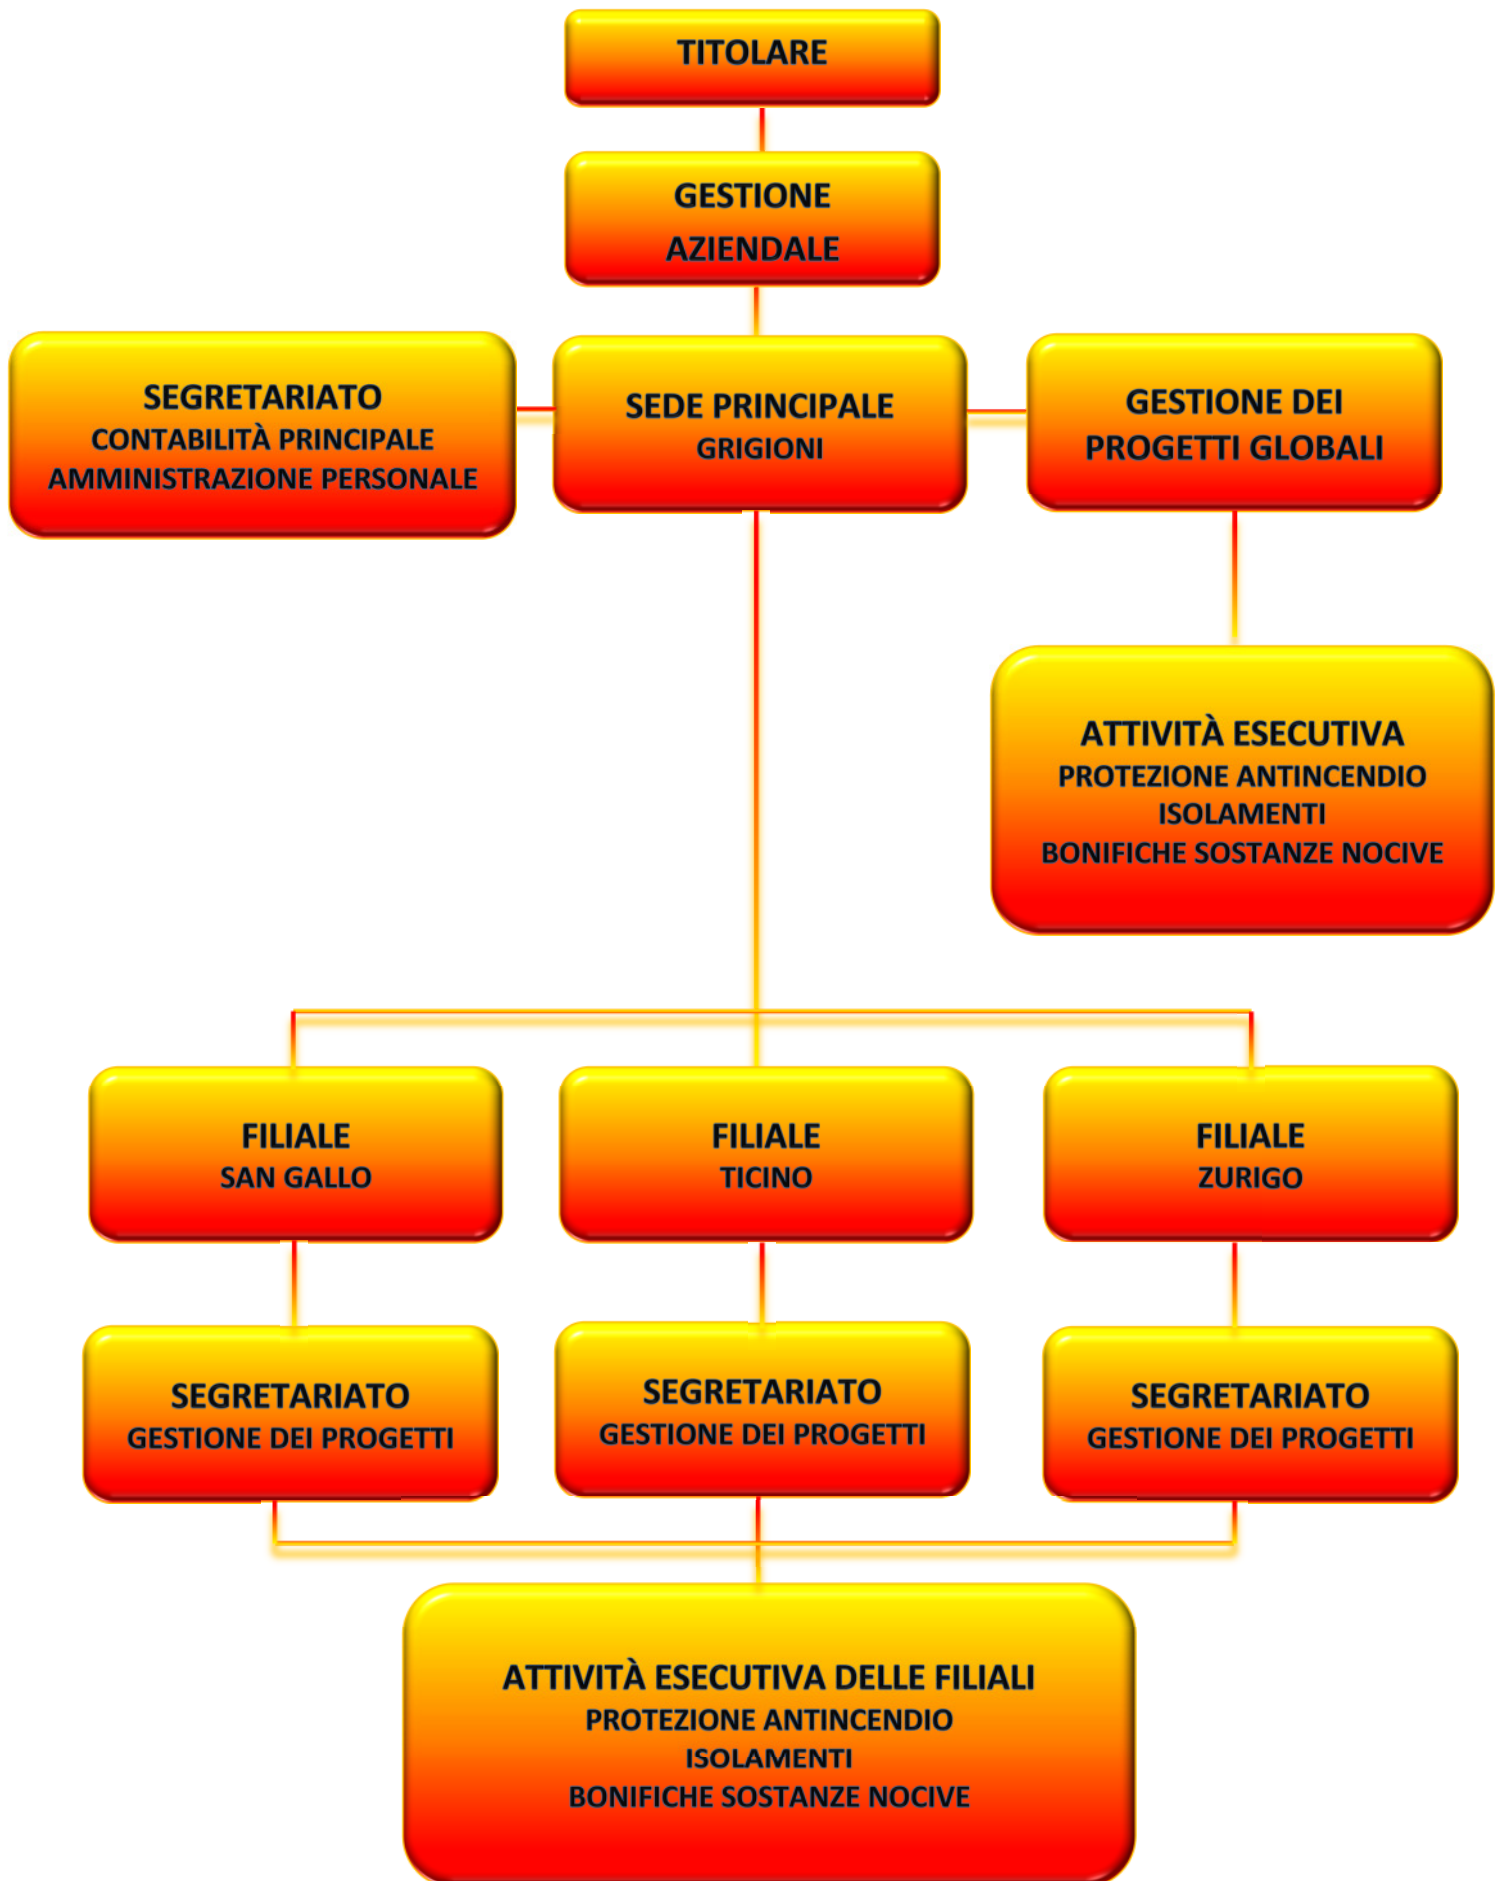 TITOLARE
GESTIONE
AZIENDALE
SEGRETARIATO
CONTABILITÀ PRINCIPALE
AMMINISTRAZIONE PERSONALE
SEDE PRINCIPALE
GRIGIONI
GESTIONE DEI
PROGETTI GLOBALI
ATTIVITÀ ESECUTIVA
PROTEZIONE ANTINCENDIO
ISOLAMENTI
BONIFICHE SOSTANZE NOCIVE
FILIALE
SAN GALLO
FILIALE
TICINO
FILIALE
ZURIGO
SEGRETARIATO
GESTIONE DEI PROGETTI
SEGRETARIATO
GESTIONE DEI PROGETTI
SEGRETARIATO
GESTIONE DEI PROGETTI
ATTIVITÀ ESECUTIVA DELLE FILIALI
PROTEZIONE ANTINCENDIO
ISOLAMENTI
BONIFICHE SOSTANZE NOCIVE